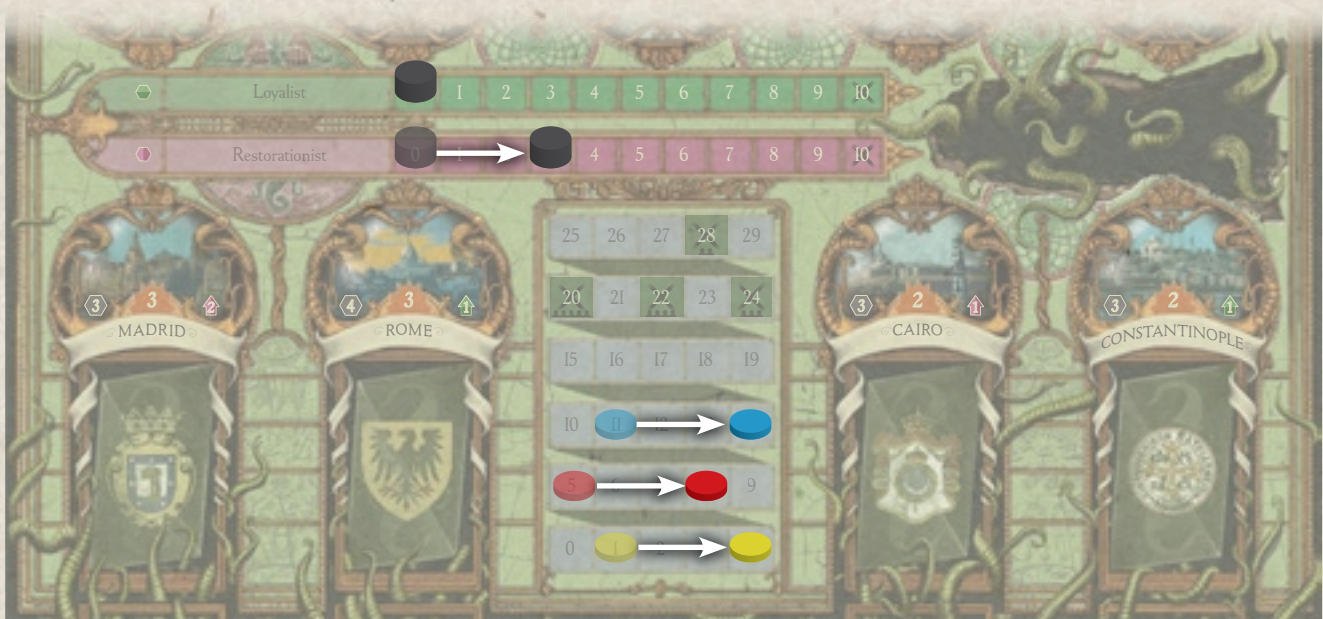 Loyalist 1 2 3 4 5 6 7 8 9 10
Restorationist 0 1 4 5 6 7 8 9 10
25 26 27 28 29
3 3 2
4 3 1
20 21 22 23 24
3 2 1
3 2 1
MADRID
ROME
CAIRO
CONSTANTINOPLE
15 16 17 18 19
10 11 12
5 6 9
0 1 2